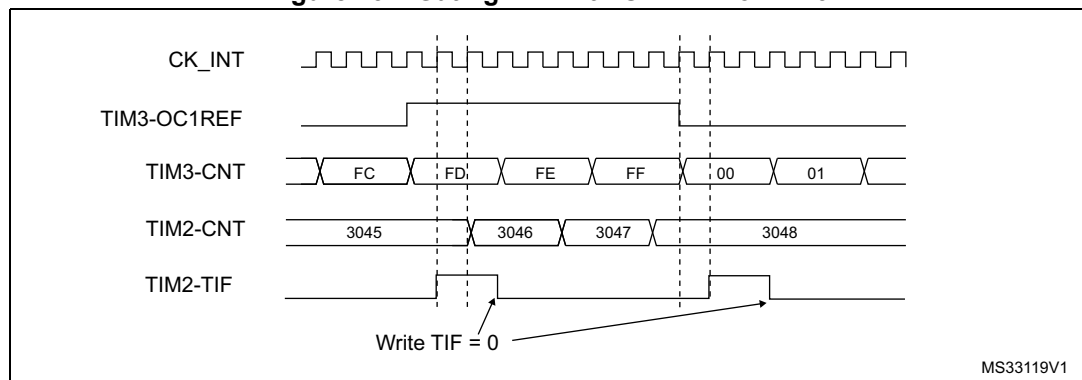 CK_INT
TIM3-OC1REF
TIM3-CNT FC FD FE FF 00 01
TIM2-CNT 3045 3046 3047 3048
TIM2-TIF
Write TIF = 0
MS33119V1